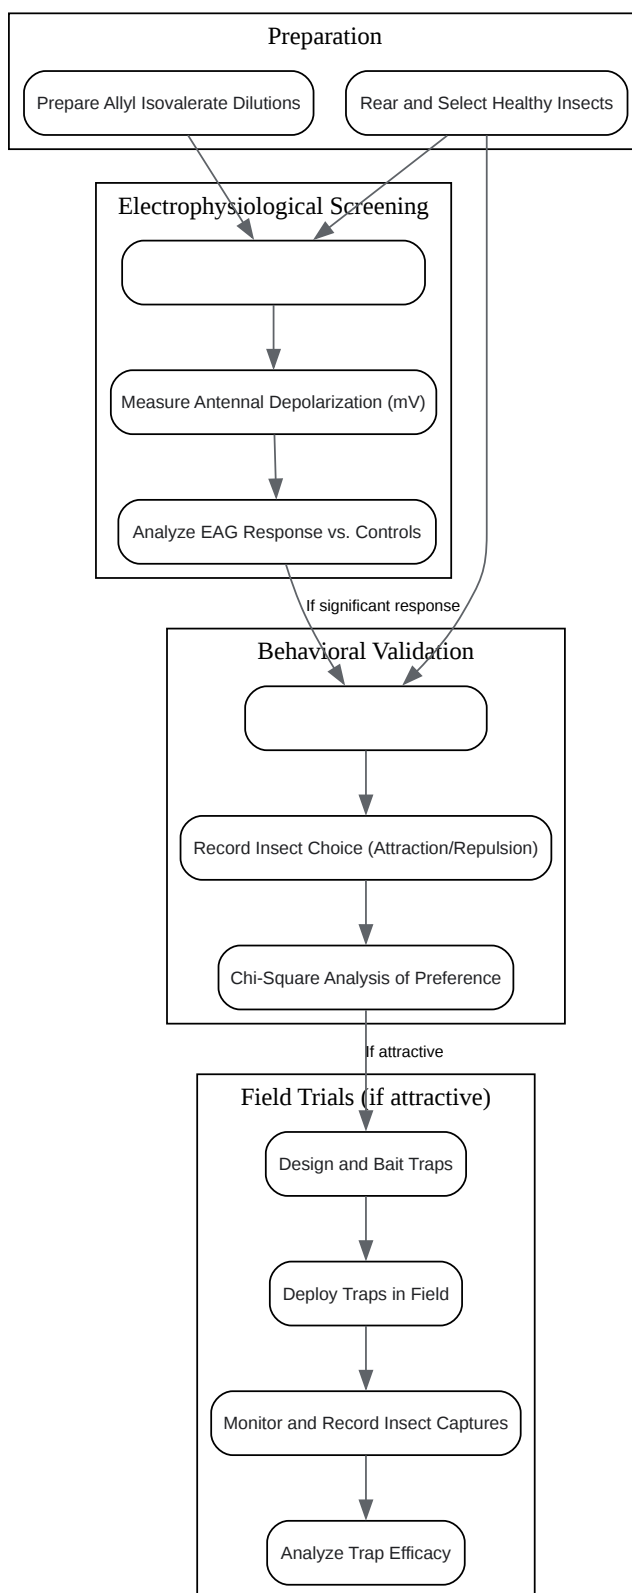 Preparation
Prepare Allyl Isovalerate Dilutions
Rear and Select Healthy Insects
Electrophysiological Screening
Measure Antennal Depolarization (mV)
Analyze EAG Response vs. Controls
If significant response
Behavioral Validation
Record Insect Choice (Attraction/Repulsion)
Chi-Square Analysis of Preference
If attractive
Field Trials (if attractive)
Design and Bait Traps
Deploy Traps in Field
Monitor and Record Insect Captures
Analyze Trap Efficacy